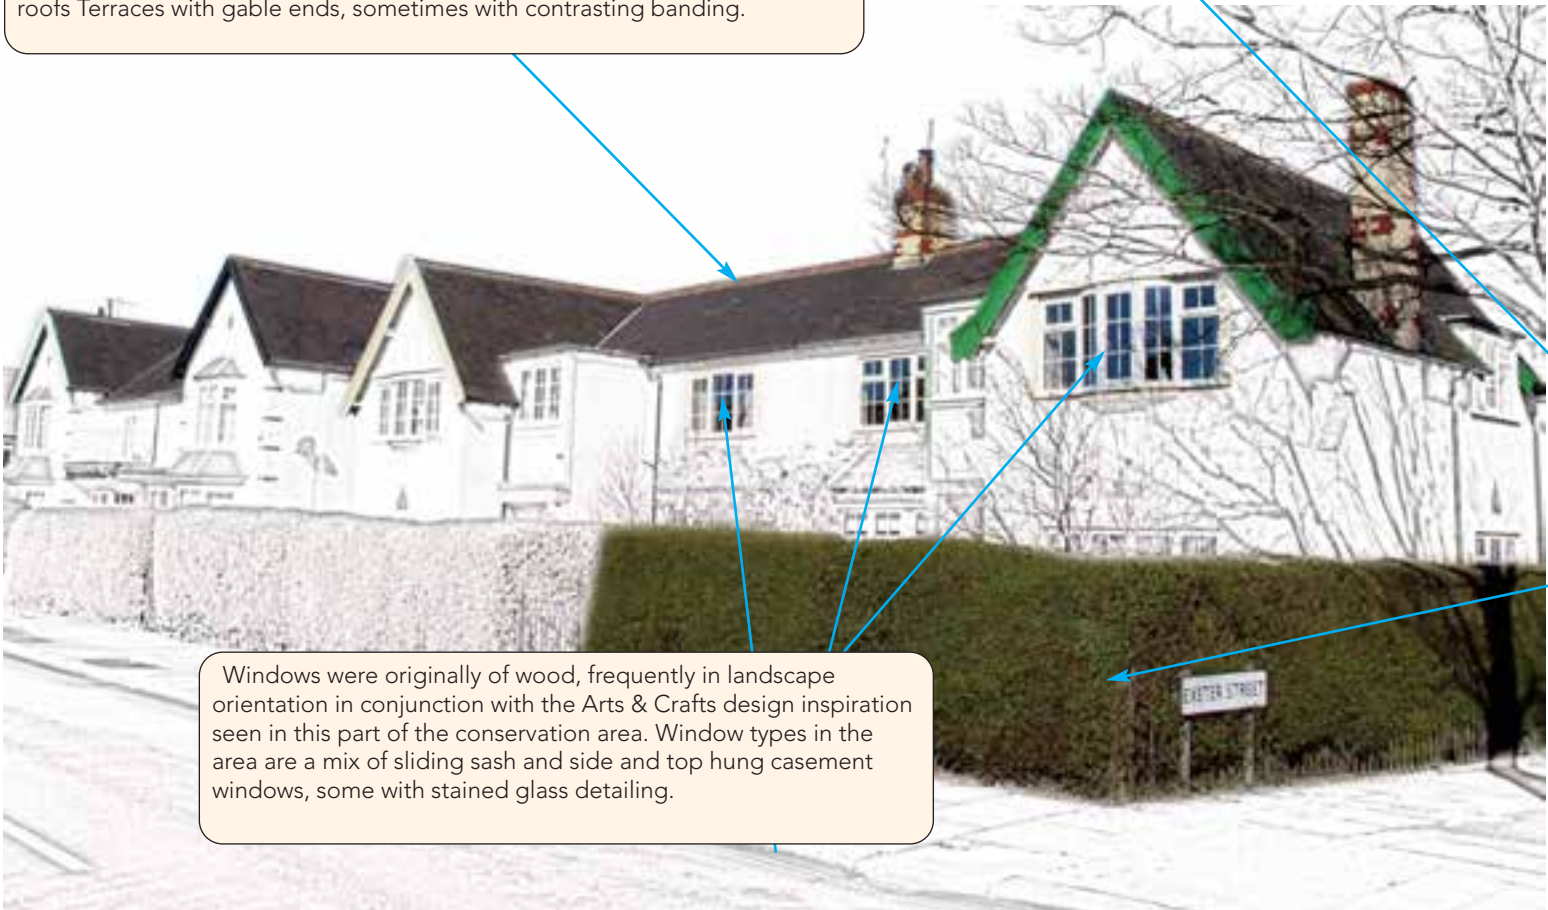 roofs Terraces with gable ends, sometimes with contrasting banding.
Windows were originally of wood, frequently in landscape
orientation in conjunction with the Arts & Crafts design inspiration
seen in this part of the conservation area. Window types in the
area are a mix of sliding sash and side and top hung casement
windows, some with stained glass detailing.
EXETER STREET